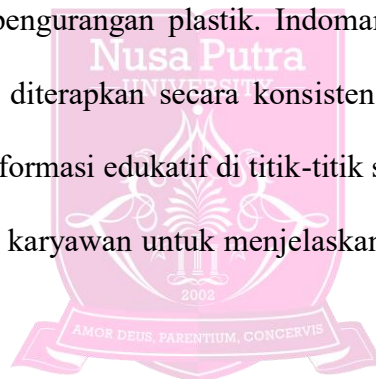 pengurangan plastik. Indomar
Nusa Putra
UNIVERSITY
diterapkan secara konsisten
formasi edukatif di titik-titik s
karyawan untuk menjelaskan
2002
AMOR DEUS, PARENTIUM, CONCERVIS